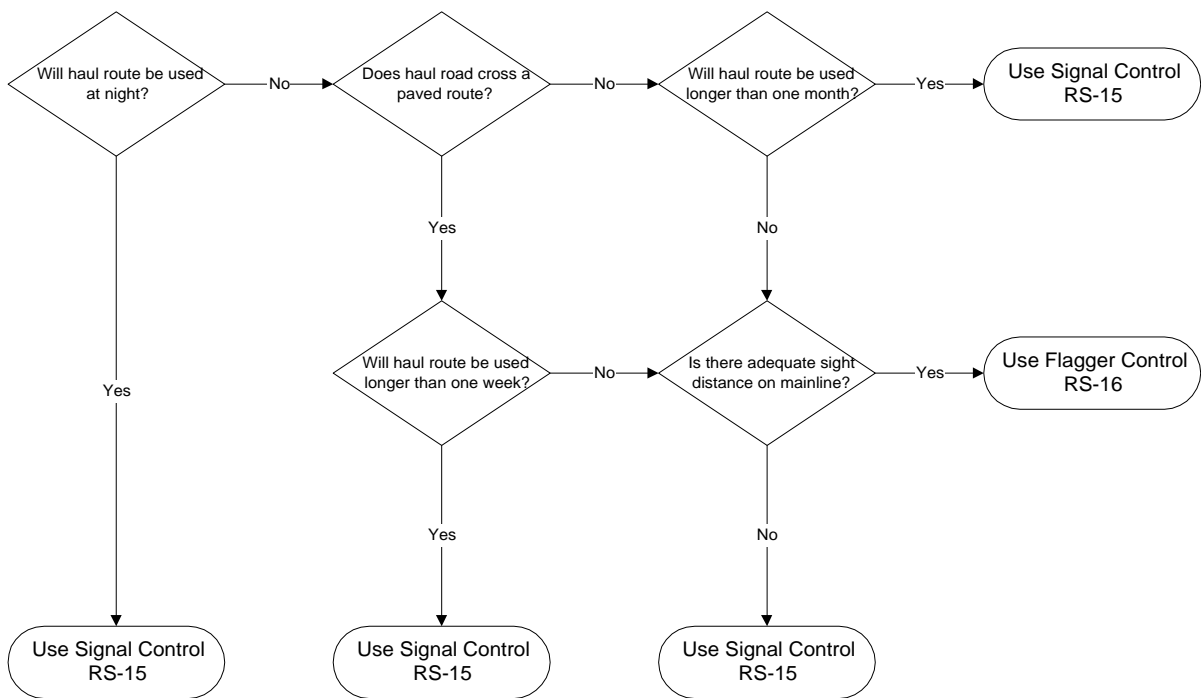 Will haul route be used
at night?
No
Does haul road cross a
paved route?
No
Will haul route be used
longer than one month?
Yes
Use Signal Control
RS-15
Yes
No
Yes
Will haul route be used
longer than one week?
No
Is there adequate sight
distance on mainline?
Yes
Use Flagger Control
RS-16
Yes
No
Use Signal Control
RS-15
Use Signal Control
RS-15
Use Signal Control
RS-15